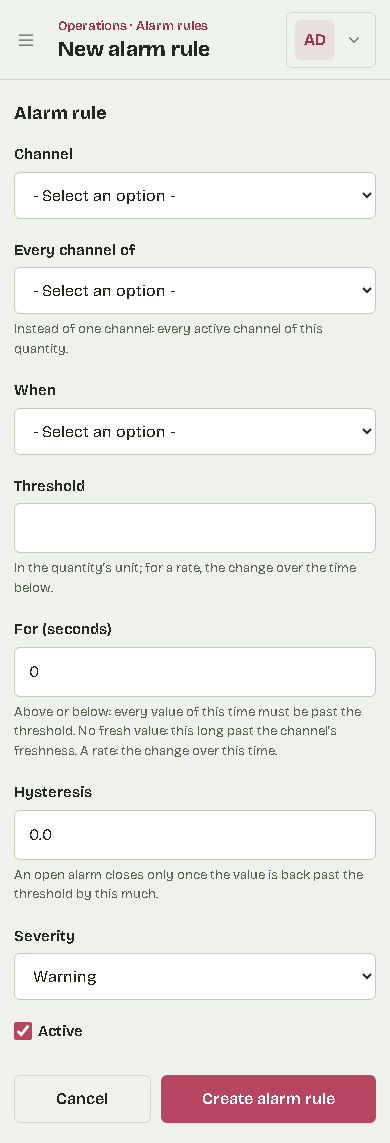 Operations · Alarm rules
New alarm rule
AD
Alarm rule
Channel
- Select an option -
Every channel of
- Select an option -
Instead of one channel: every active channel of this
quantity.
When
- Select an option -
Threshold
In the quantity's unit; for a rate, the change over the time
below.
For (seconds)
0
Above or below: every value of this time must be past the
threshold. No fresh value: this long past the channel's
freshness. A rate: the change over this time.
Hysteresis
0.0
An open alarm closes only once the value is back past the
threshold by this much.
Severity
Warning
Active
Cancel
Create alarm rule